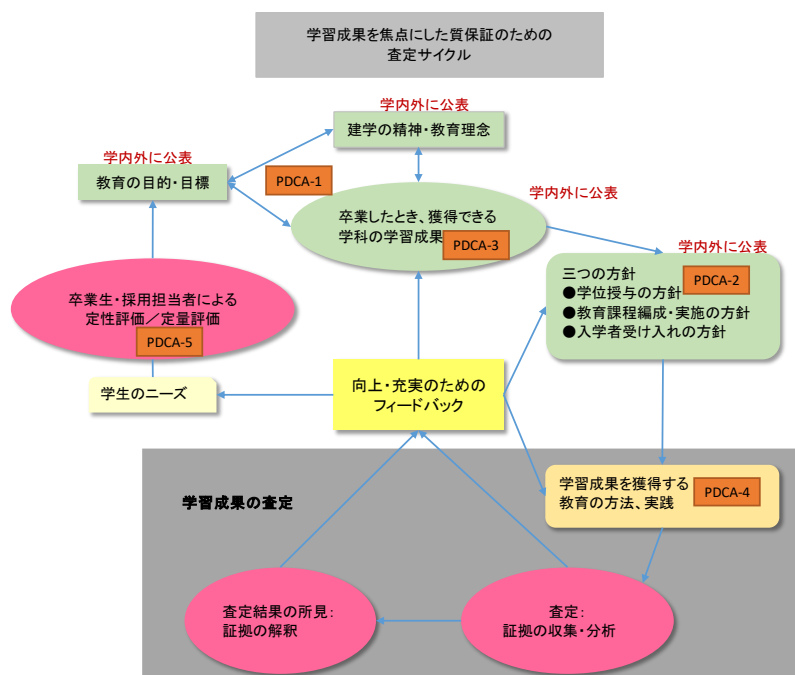 学習成果を焦点にした質保証のための
査定サイクル
学内外に公表
建学の精神・教育理念
学内外に公表
教育の目的・目標
PDCA-1
学内外に公表
卒業したとき、獲得できる
学科の学習成果
PDCA-3
学内外に公表
三つの方針
PDCA-2
●学位授与の方針
●教育課程編成・実施の方針
●入学者受け入れの方針
卒業生・採用担当者による
定性評価/定量評価
PDCA-5
学生のニーズ
向上・充実のための
フィードバック
学習成果の査定
学習成果を獲得する
教育の方法、実践
PDCA-4
査定結果の所見:
証拠の解釈
査定:
証拠の収集・分析